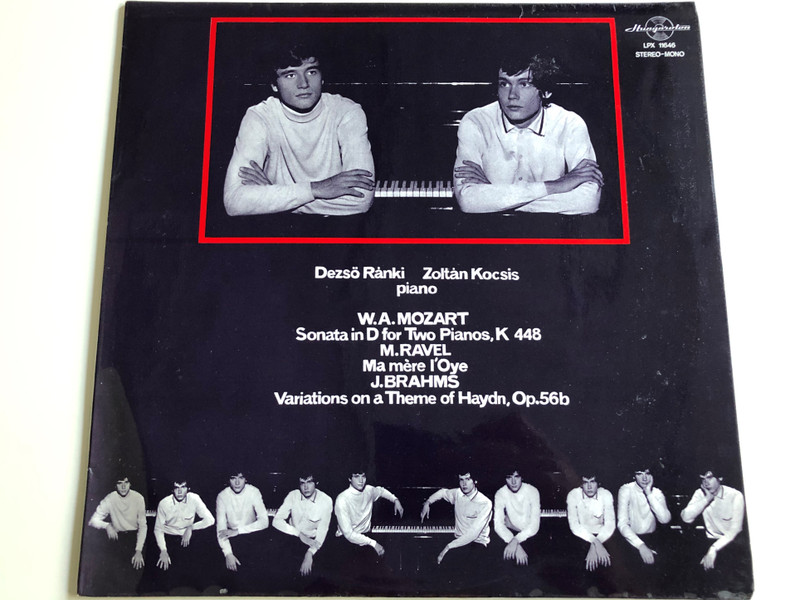 Hungaroton
LPX 11646
STEREO-MONO
Dezsö Ránki Zoltán Kocsis
piano
W.A.MOZART
Sonata in D for Two Pianos, K 448
M.RAVEL
Ma mère l'Oye
J.BRAHMS
Variations on a Theme of Haydn, Op.56b